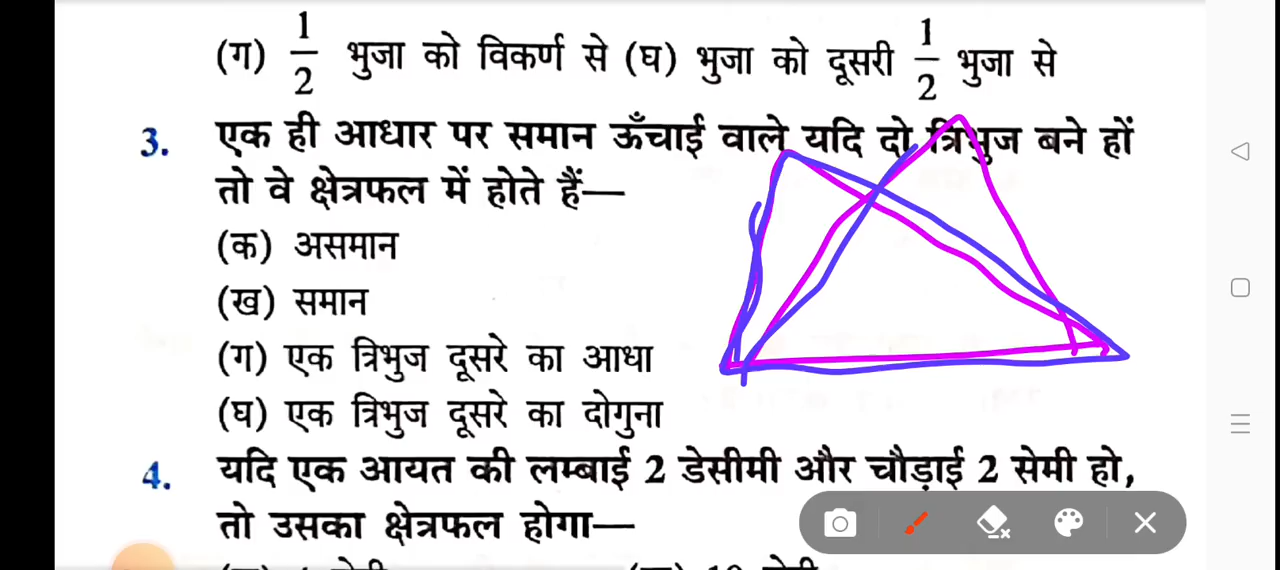 (ग) 1/2 भुजा को विकर्ण से (घ) भुजा को दूसरी 1/2 भुजा से
3. एक ही आधार पर समान ऊँचाई वाले यदि दो त्रिभुज बने हों
तो वे क्षेत्रफल में होते हैं—
(क) असमान
(ख) समान
(ग) एक त्रिभुज दूसरे का आधा
(घ) एक त्रिभुज दूसरे का दोगुना
4. यदि एक आयत की लम्बाई 2 डेसीमी और चौड़ाई 2 सेमी हो,
तो उसका क्षेत्रफल होगा—